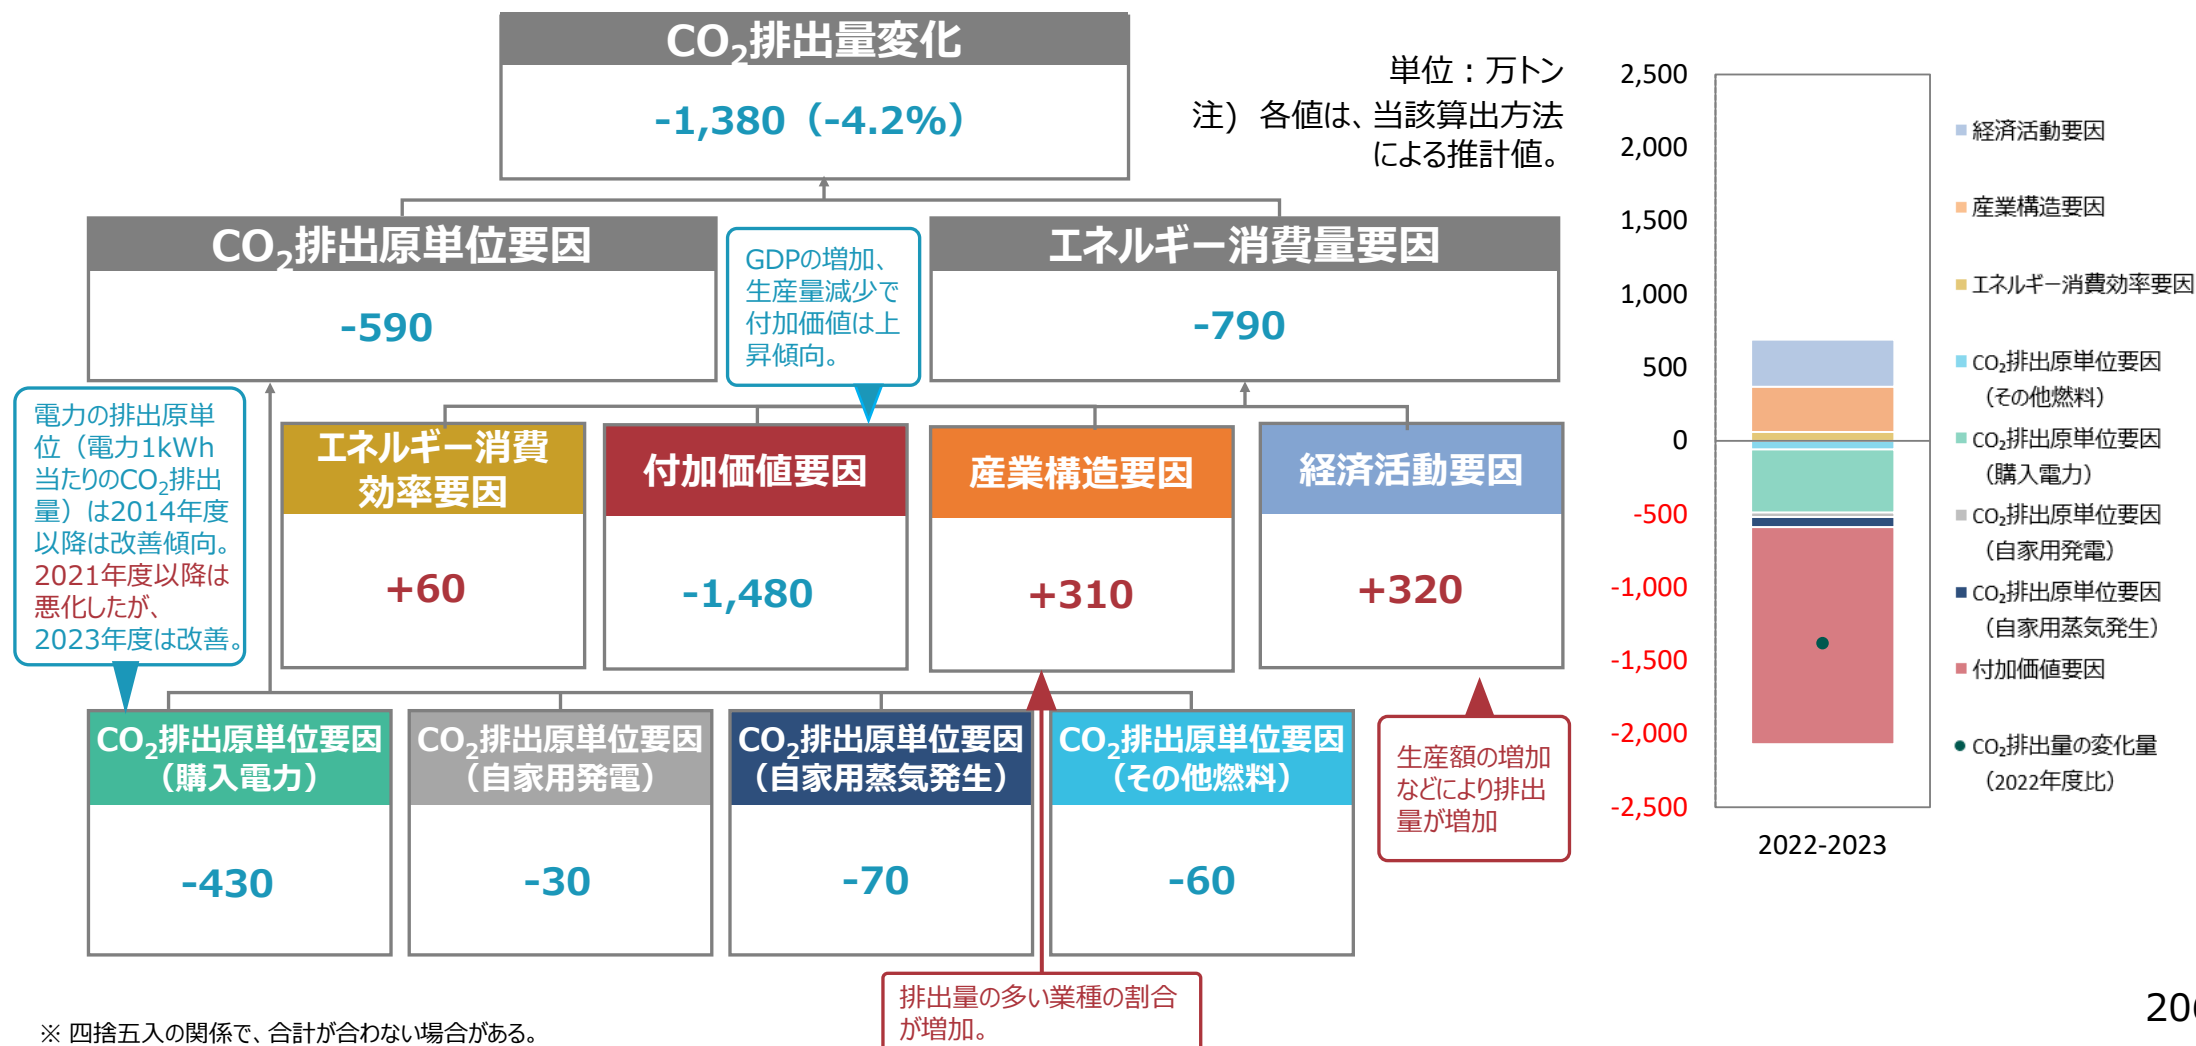 CO₂排出量変化
-1,380（-4.2%）
単位：万トン
注） 各値は、当該算出方法
による推計値。
CO₂排出原単位要因
-590
GDPの増加、
生産量減少で
付加価値は上
昇傾向。
エネルギー消費量要因
-790
電力の排出原単
位（電力1kWh
当たりのCO₂排出
量）は2014年度
以降は改善傾向。
2021年度以降は
悪化したが、
2023年度は改善。
エネルギー消費
効率要因
+60
付加価値要因
-1,480
産業構造要因
+310
経済活動要因
+320
CO₂排出原単位要因
（購入電力）
-430
CO₂排出原単位要因
（自家用発電）
-30
CO₂排出原単位要因
（自家用蒸気発生）
-70
CO₂排出原単位要因
（その他燃料）
-60
生産額の増加
などにより排出
量が増加
排出量の多い業種の割合
が増加。
※ 四捨五入の関係で、合計が合わない場合がある。
2,500
2,000
1,500
1,000
500
0
-500
-1,000
-1,500
-2,000
-2,500
2022-2023
経済活動要因
産業構造要因
エネルギー消費効率要因
CO₂排出原単位要因
（その他燃料）
CO₂排出原単位要因
（購入電力）
CO₂排出原単位要因
（自家用発電）
CO₂排出原単位要因
（自家用蒸気発生）
付加価値要因
CO₂排出量の変化量
（2022年度比）